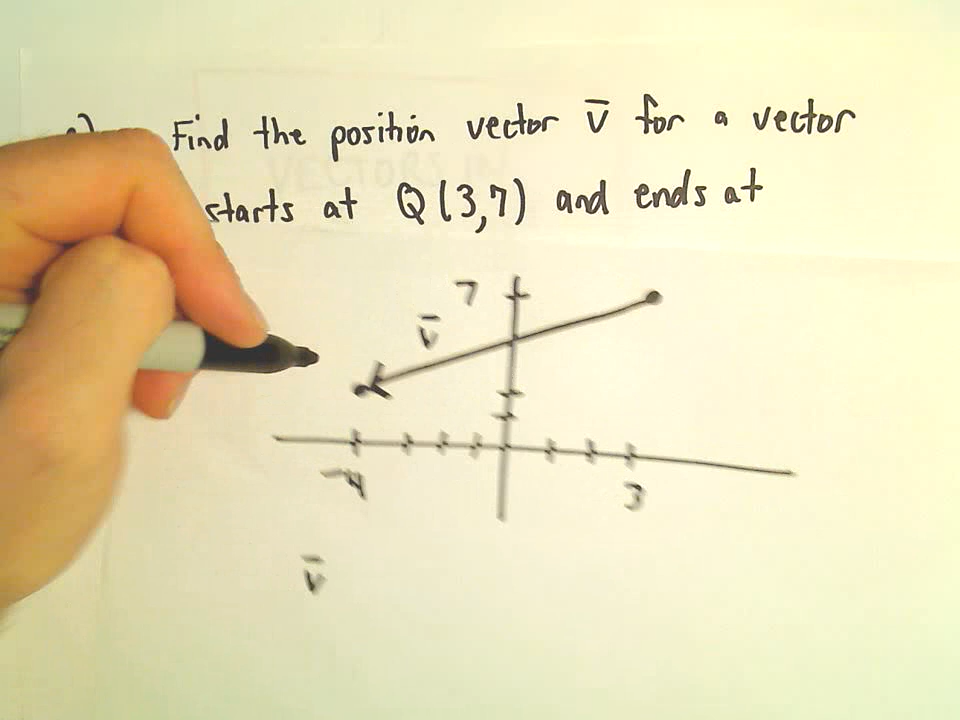 Find the position vector v̄ for a vector
starts at Q(3,7) and ends at
7
v̄
-4
3
v̄